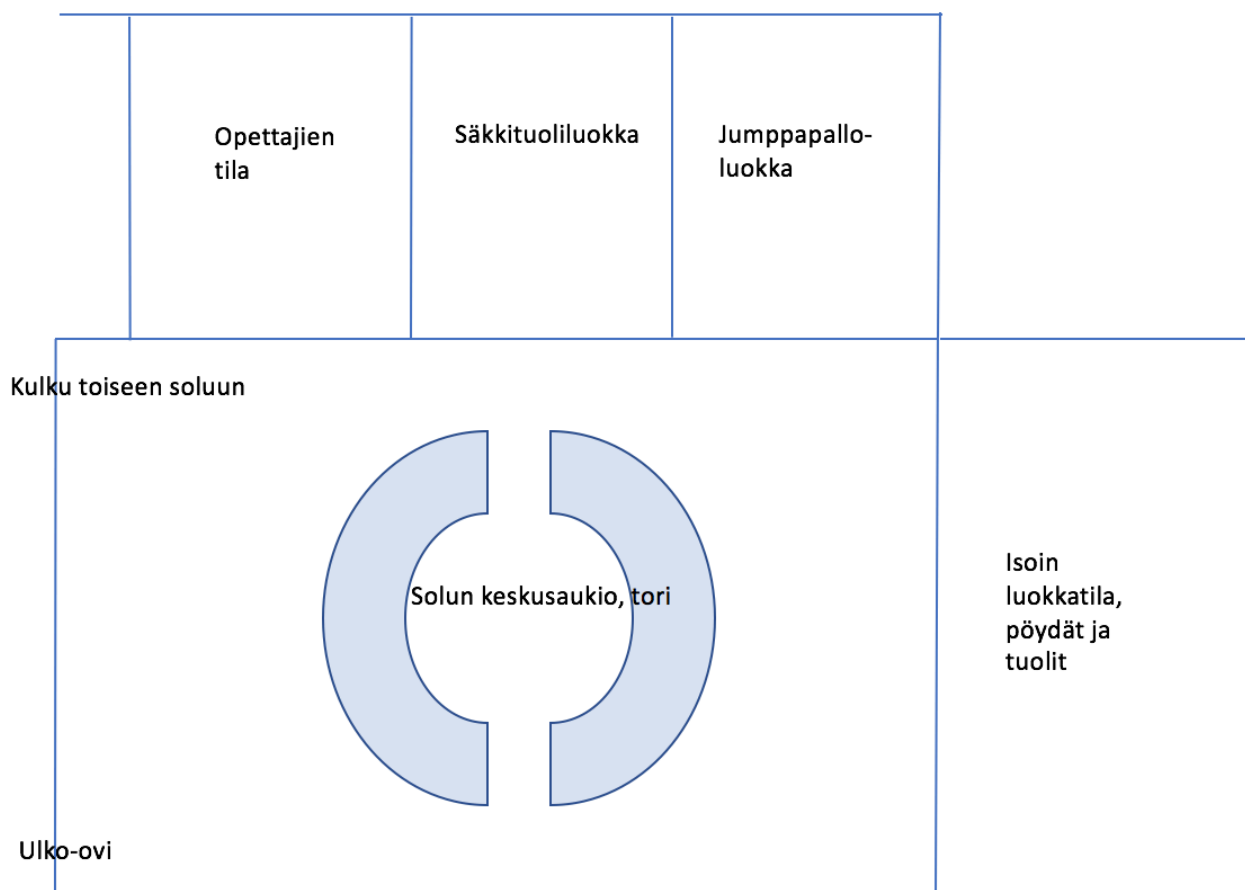 Opettajien
tila
Säkkituoliluokka
Jumppapallo-
luokka
Kulku toiseen soluun
Solun keskusaukio, tori
Isoin
luokkatila,
pöydät ja
tuolit
Ulko-ovi